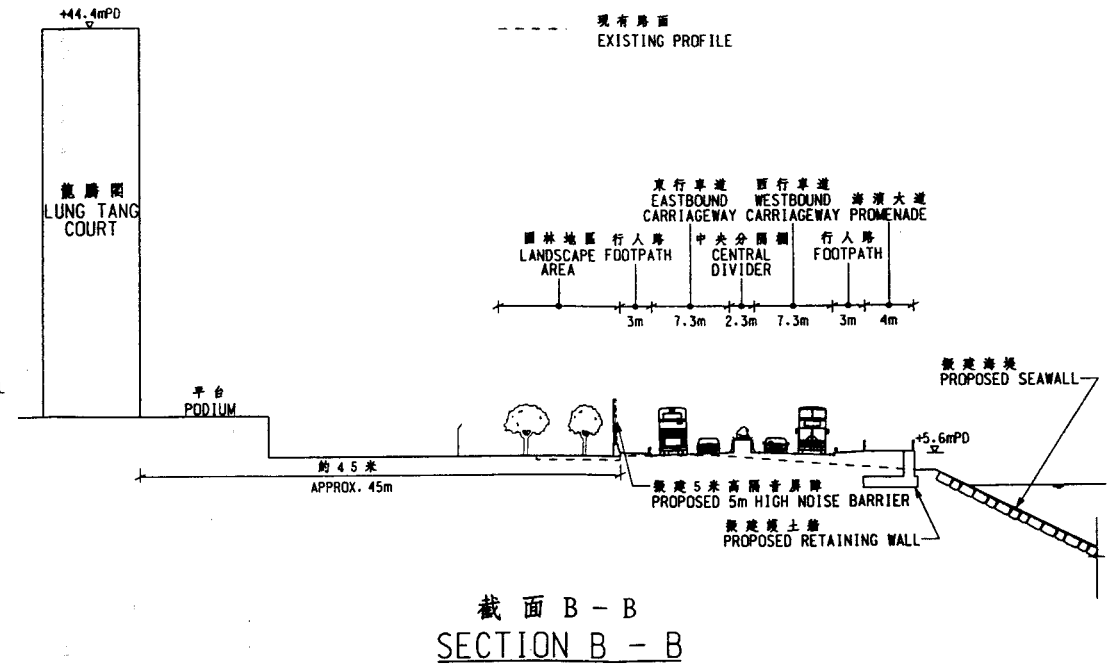 +44.4mPD
現有路面
EXISTING PROFILE
龍騰閣
LUNG TANG
COURT
東行車道
EASTBOUND
CARRIAGEWAY
西行車道
WESTBOUND
CARRIAGEWAY
海濱大道
PROMENADE
園林地區
LANDSCAPE
AREA
行人路
FOOTPATH
中央分隔欄
CENTRAL
DIVIDER
行人路
FOOTPATH
3m
7.3m
2.3m
7.3m
3m
4m
擬建海堤
PROPOSED SEAWALL
平台
PODIUM
+5.6mPD
約45米
APPROX. 45m
擬建5米高隔音屏障
PROPOSED 5m HIGH NOISE BARRIER
擬建護土牆
PROPOSED RETAINING WALL
截面 B - B
SECTION B - B